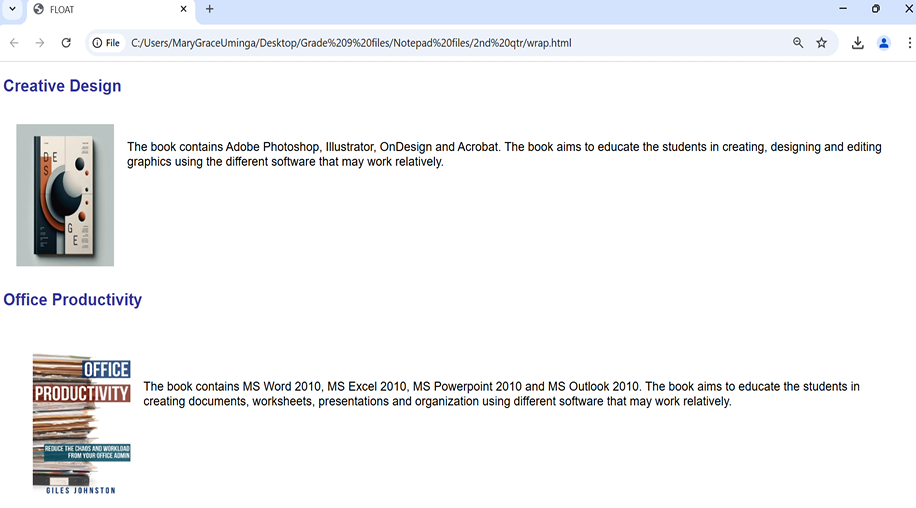 FLOAT
File
C:/Users/MaryGraceUminga/Desktop/Grade%209%20files/Notepad%20files/2nd%20qtr/wrap.html
Creative Design
D E
S
G
E
The book contains Adobe Photoshop, Illustrator, OnDesign and Acrobat. The book aims to educate the students in creating, designing and editing
graphics using the different software that may work relatively.
Office Productivity
OFFICE
PRODUCTIVITY
REDUCE THE CHAOS AND WORKLOAD
FROM YOUR OFFICE ADMIN
GILES JOHNSTON
The book contains MS Word 2010, MS Excel 2010, MS Powerpoint 2010 and MS Outlook 2010. The book aims to educate the students in
creating documents, worksheets, presentations and organization using different software that may work relatively.